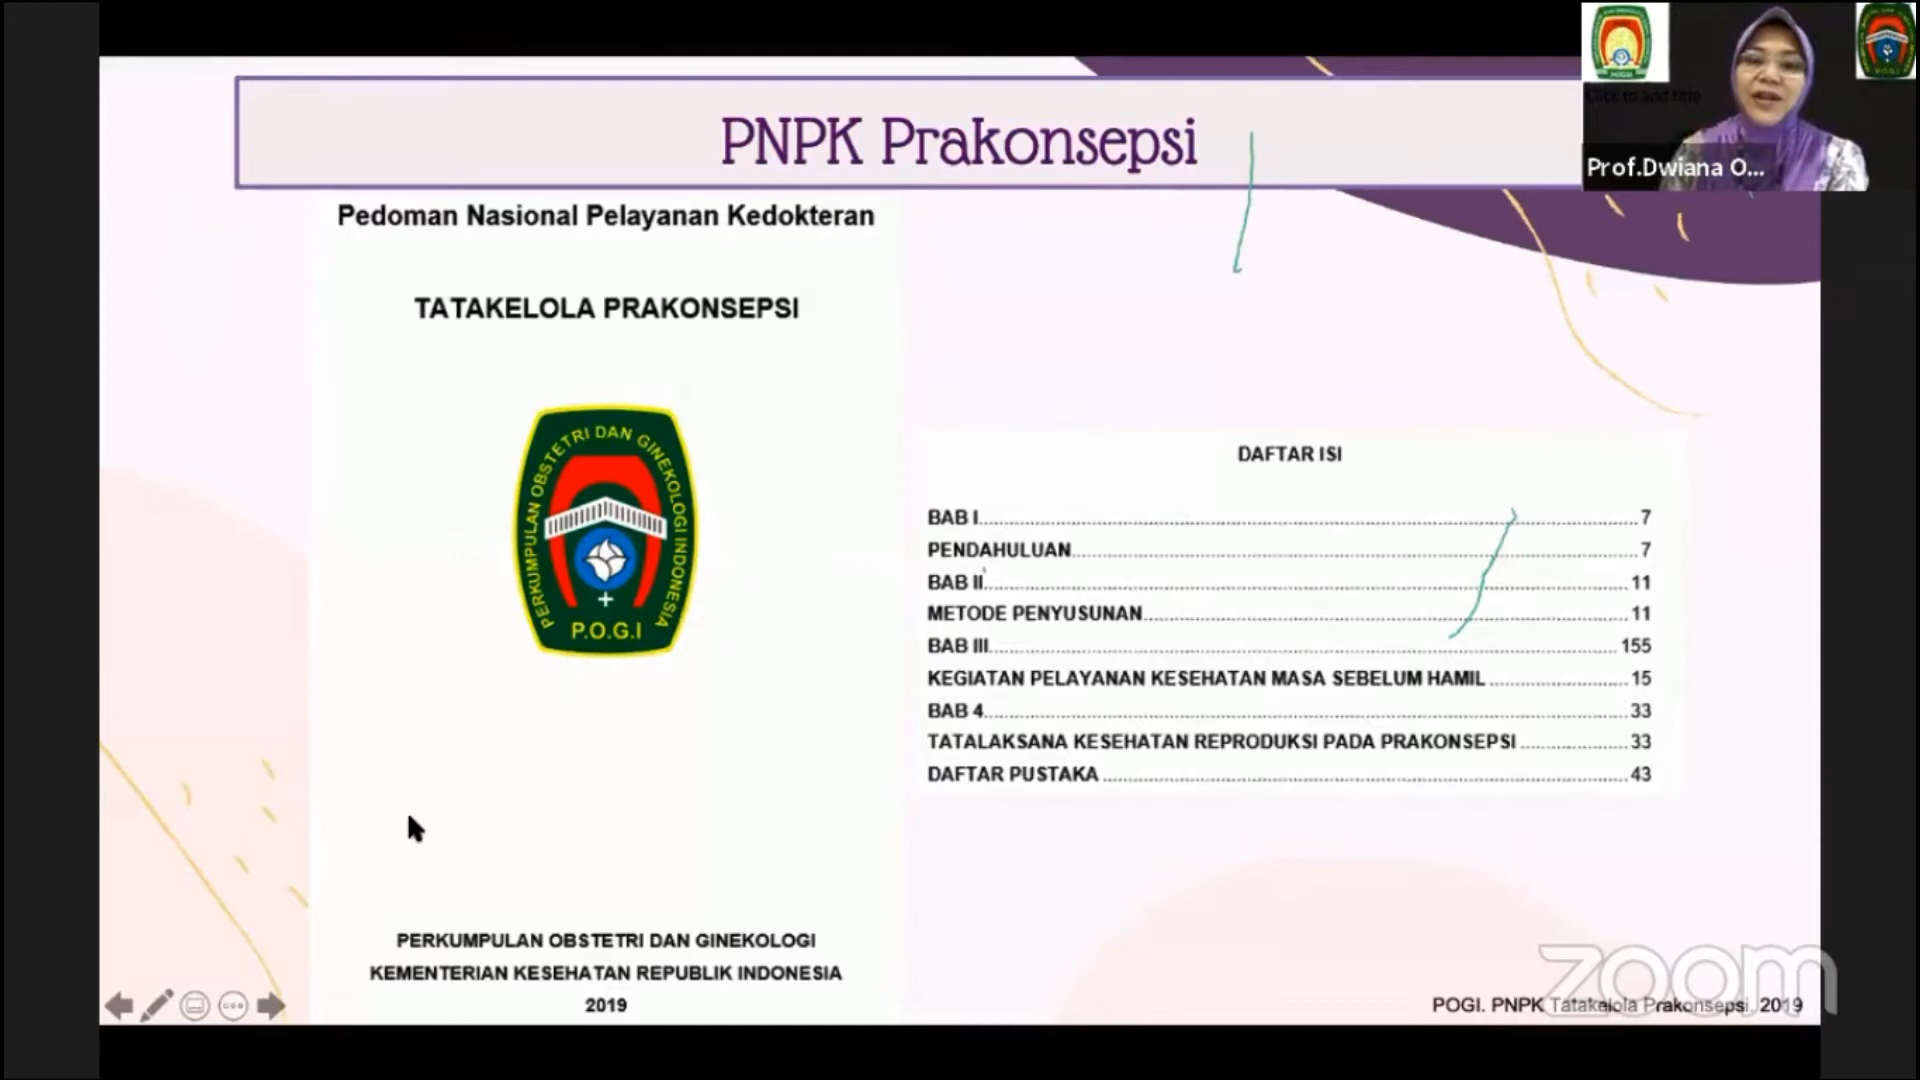 PNPK Prakonsepsi
Prof.Dwiana O...
Pedoman Nasional Pelayanan Kedokteran
TATAKELOLA PRAKONSEPSI
PERKUMPULAN OBSTETRI DAN GINEKOLOGI INDONESIA
P.O.G.I
PERKUMPULAN OBSTETRI DAN GINEKOLOGI
KEMENTERIAN KESEHATAN REPUBLIK INDONESIA
2019
DAFTAR ISI
BAB I 7
PENDAHULUAN 7
BAB II 11
METODE PENYUSUNAN 11
BAB III 155
KEGIATAN PELAYANAN KESEHATAN MASA SEBELUM HAMIL 15
BAB 4 33
TATALAKSANA KESEHATAN REPRODUKSI PADA PRAKONSEPSI 33
DAFTAR PUSTAKA 43
zoom
POGI. PNPK Tatakelola Prakonsepsi. 2019